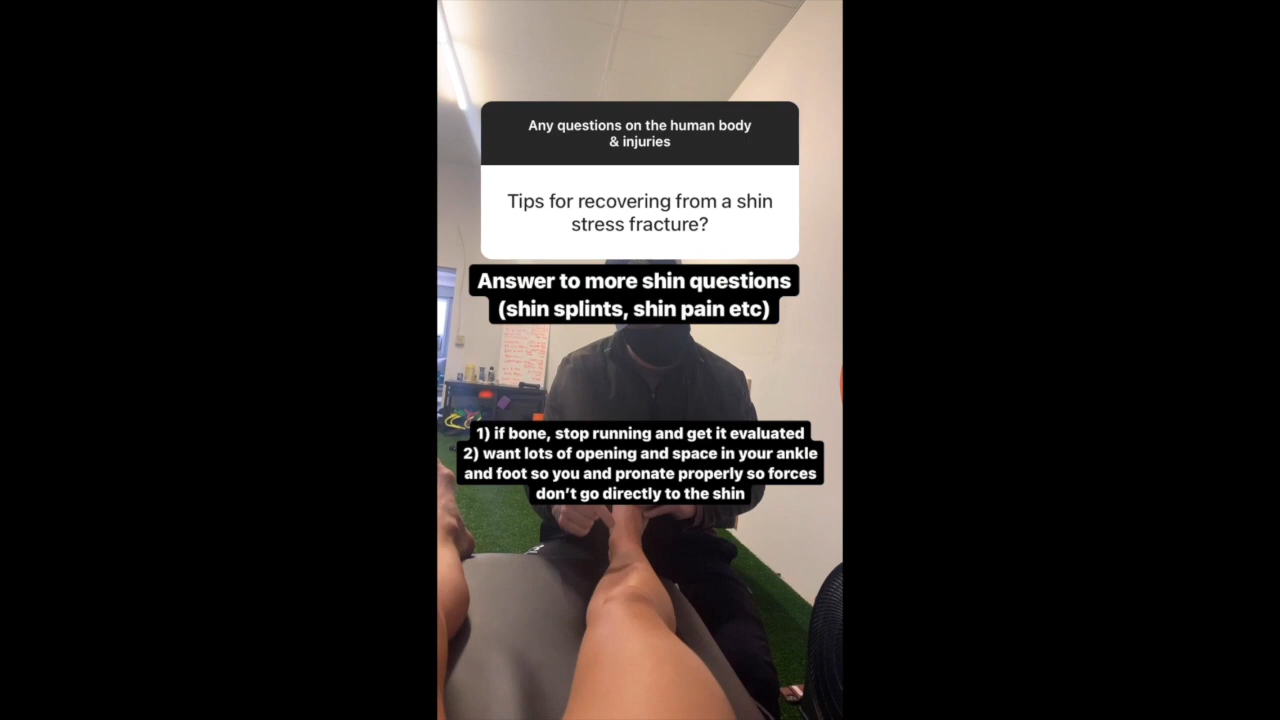 Any questions on the human body
& injuries
Tips for recovering from a shin
stress fracture?
Answer to more shin questions
(shin splints, shin pain etc)
1) if bone, stop running and get it evaluated
2) want lots of opening and space in your ankle
and foot so you and pronate properly so forces
don't go directly to the shin